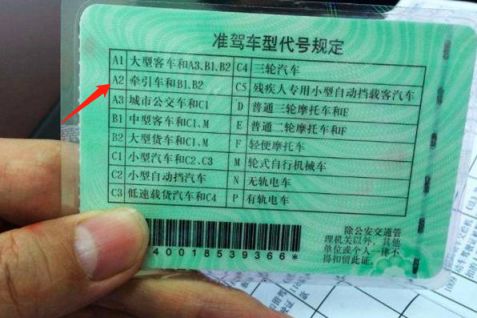 准驾车型代号规定
A1 大型客车和A3.B1.B2 C4 三轮汽车
A2 牵引车和B1.B2 C5 残疾人专用小型自动挡载客汽车
A3 城市公交车和C1 D 普通三轮摩托车和E
B1 中型客车和C1.M E 普通二轮摩托车和F
B2 大型货车和C1.M F 轻便摩托车
C1 小型汽车和C2.C3 M 轮式自行机械车
C2 小型自动挡汽车 N 无轨电车
C3 低速载货汽车和C4 P 有轨电车
除公安交通管
理机关以外，其他
单位或个人一律不
得扣留此证。
400018539366*